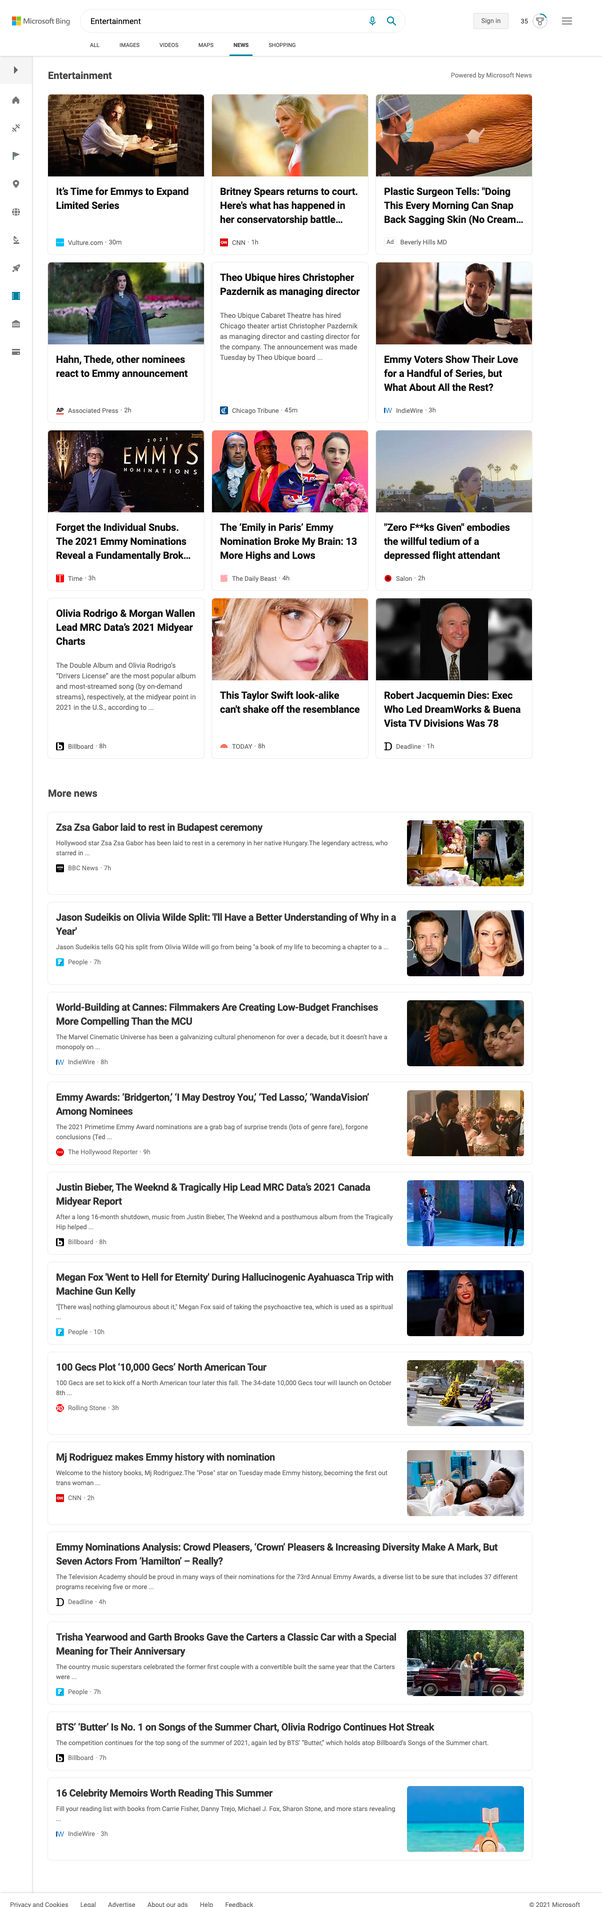 Microsoft Bing
Entertainment
Sign in
35
ALL IMAGES VIDEOS MAPS NEWS SHOPPING
Entertainment
Powered by Microsoft News
It's Time for Emmys to Expand
Limited Series
Vulture.com · 30m
Britney Spears returns to court.
Here's what has happened in
her conservatorship battle...
CNN · 1h
Plastic Surgeon Tells: "Doing
This Every Morning Can Snap
Back Sagging Skin (No Cream...
Ad Beverly Hills MD
Hahn, Thede, other nominees
react to Emmy announcement
AP Associated Press · 2h
Theo Ubique hires Christopher
Pazdernik as managing director
Theo Ubique Cabaret Theatre has hired
Chicago theater artist Christopher Pazdernik
as managing director and casting director for
the company. The announcement was made
Tuesday by Theo Ubique board ...
Chicago Tribune · 45m
Emmy Voters Show Their Love
for a Handful of Series, but
What About All the Rest?
IW IndieWire · 3h
2021
EMMYS
NOMINATIONS
Forget the Individual Snubs.
The 2021 Emmy Nominations
Reveal a Fundamentally Brok...
Time · 3h
The 'Emily in Paris' Emmy
Nomination Broke My Brain: 13
More Highs and Lows
The Daily Beast · 4h
"Zero F**ks Given" embodies
the willful tedium of a
depressed flight attendant
Salon · 2h
Olivia Rodrigo & Morgan Wallen
Lead MRC Data's 2021 Midyear
Charts
The Double Album and Olivia Rodrigo's
"Drivers License" are the most popular album
and most-streamed song (by on-demand
streams), respectively, at the midyear point in
2021 in the U.S., according to ...
b Billboard · 8h
This Taylor Swift look-alike
can't shake off the resemblance
TODAY · 8h
Robert Jacquemin Dies: Exec
Who Led DreamWorks & Buena
Vista TV Divisions Was 78
D Deadline · 1h
More news
Zsa Zsa Gabor laid to rest in Budapest ceremony
Hollywood star Zsa Zsa Gabor has been laid to rest in a ceremony in her native Hungary.The legendary actress, who
starred in ...
BBC News · 7h
Jason Sudeikis on Olivia Wilde Split: 'I'll Have a Better Understanding of Why in a
Year'
Jason Sudeikis tells GQ his split from Olivia Wilde will go from being "a book of my life to becoming a chapter to a ...
P People · 7h
World-Building at Cannes: Filmmakers Are Creating Low-Budget Franchises
More Compelling Than the MCU
The Marvel Cinematic Universe has been a galvanizing cultural phenomenon for over a decade, but it doesn't have a
monopoly on ...
IW IndieWire · 8h
Emmy Awards: 'Bridgerton,' 'I May Destroy You,' 'Ted Lasso,' 'WandaVision'
Among Nominees
The 2021 Primetime Emmy Award nominations are a grab bag of surprise trends (lots of genre fare), forgone
conclusions (Ted ...
The Hollywood Reporter · 9h
Justin Bieber, The Weeknd & Tragically Hip Lead MRC Data's 2021 Canada
Midyear Report
After a long 16-month shutdown, music from Justin Bieber, The Weeknd and a posthumous album from the Tragically
Hip helped ...
b Billboard · 8h
Megan Fox 'Went to Hell for Eternity' During Hallucinogenic Ayahuasca Trip with
Machine Gun Kelly
"[There was] nothing glamourous about it," Megan Fox said of taking the psychoactive tea, which is used as a spiritual
...
P People · 10h
100 Gecs Plot '10,000 Gecs' North American Tour
100 Gecs are set to kick off a North American tour later this fall. The 34-date 10,000 Gecs tour will launch on October
8th ...
Rolling Stone · 3h
Mj Rodriguez makes Emmy history with nomination
Welcome to the history books, Mj Rodriguez.The "Pose" star on Tuesday made Emmy history, becoming the first out
trans woman ...
CNN · 2h
Emmy Nominations Analysis: Crowd Pleasers, 'Crown' Pleasers & Increasing Diversity Make A Mark, But
Seven Actors From 'Hamilton' – Really?
The Television Academy should be proud in many ways of their nominations for the 73rd Annual Emmy Awards, a diverse list to be sure that includes 37 different
programs receiving five or more ...
D Deadline · 4h
Trisha Yearwood and Garth Brooks Gave the Carters a Classic Car with a Special
Meaning for Their Anniversary
The country music superstars celebrated the former first couple with a convertible built the same year that the Carters
were ...
P People · 7h
BTS' 'Butter' Is No. 1 on Songs of the Summer Chart, Olivia Rodrigo Continues Hot Streak
The competition continues for the top song of the summer of 2021, again led by BTS' "Butter," which holds atop Billboard's Songs of the Summer chart.
b Billboard · 7h
16 Celebrity Memoirs Worth Reading This Summer
Fill your reading list with books from Carrie Fisher, Danny Trejo, Michael J. Fox, Sharon Stone, and more stars revealing
...
IW IndieWire · 3h
Privacy and Cookies Legal Advertise About our ads Help Feedback
© 2021 Microsoft